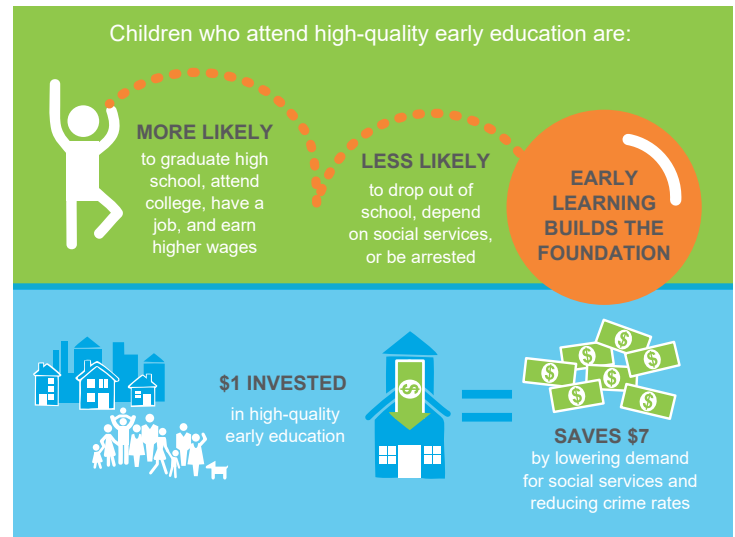 Children who attend high-quality early education are:
MORE LIKELY
to graduate high
school, attend
college, have a
job, and earn
higher wages
LESS LIKELY
to drop out of
school, depend
on social services,
or be arrested
EARLY
LEARNING
BUILDS THE
FOUNDATION
$1 INVESTED
in high-quality
early education
$
=
$
$
$
$
$
$
SAVES $7
by lowering demand
for social services and
reducing crime rates